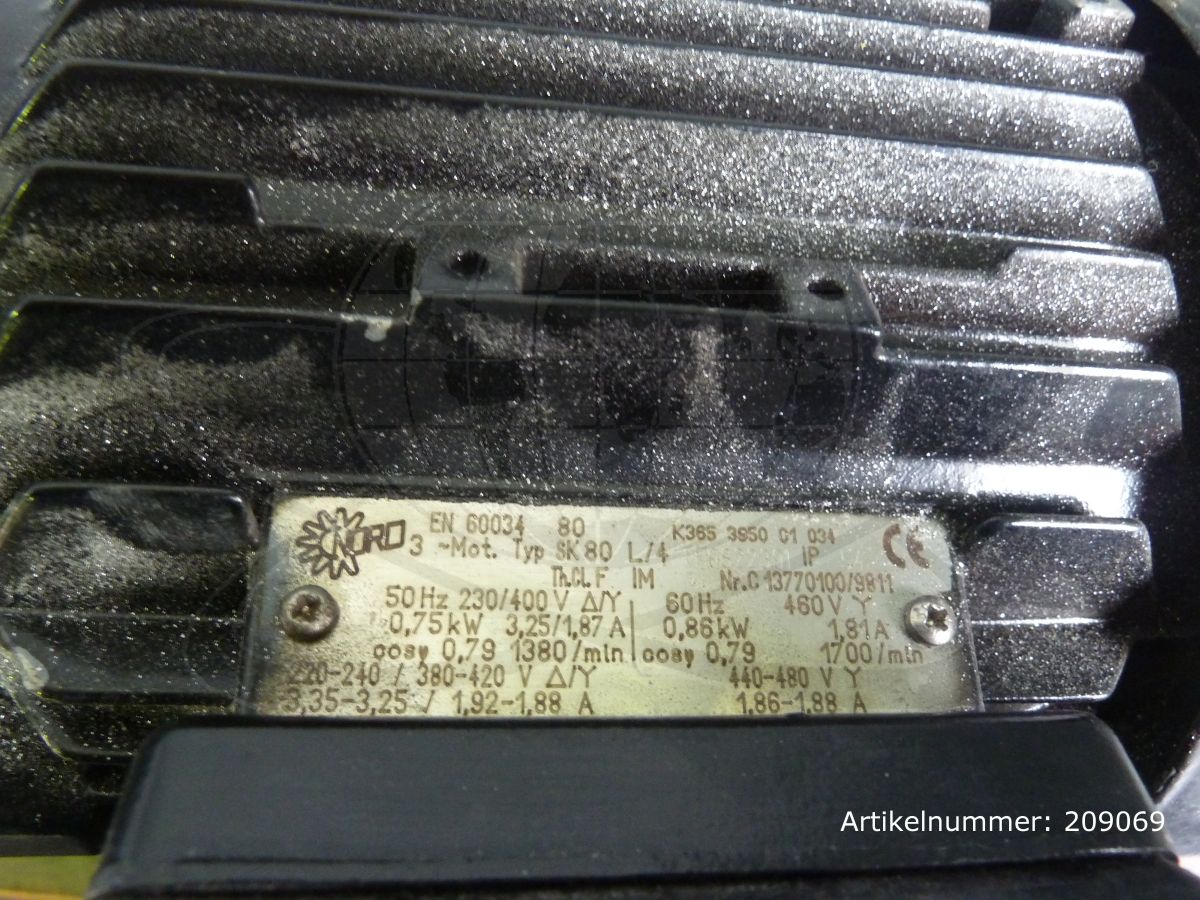 NORD EN 60034 80 K365 3950 01 034 CE
3 ~Mot. Typ SK 80 L/4 IP
Th.Cl. F IM Nr.C 13770100/9811
50 Hz 230/400 V Δ/Y 60 Hz 460 V Y
0,75 kW 3,25/1,87 A 0,86 kW 1,81 A
cosφ 0,79 1380/min cosφ 0,79 1700/min
220-240 / 380-420 V Δ/Y 440-480 V Y
3,35-3,25 / 1,92-1,88 A 1,86-1,88 A
Artikelnummer: 209069